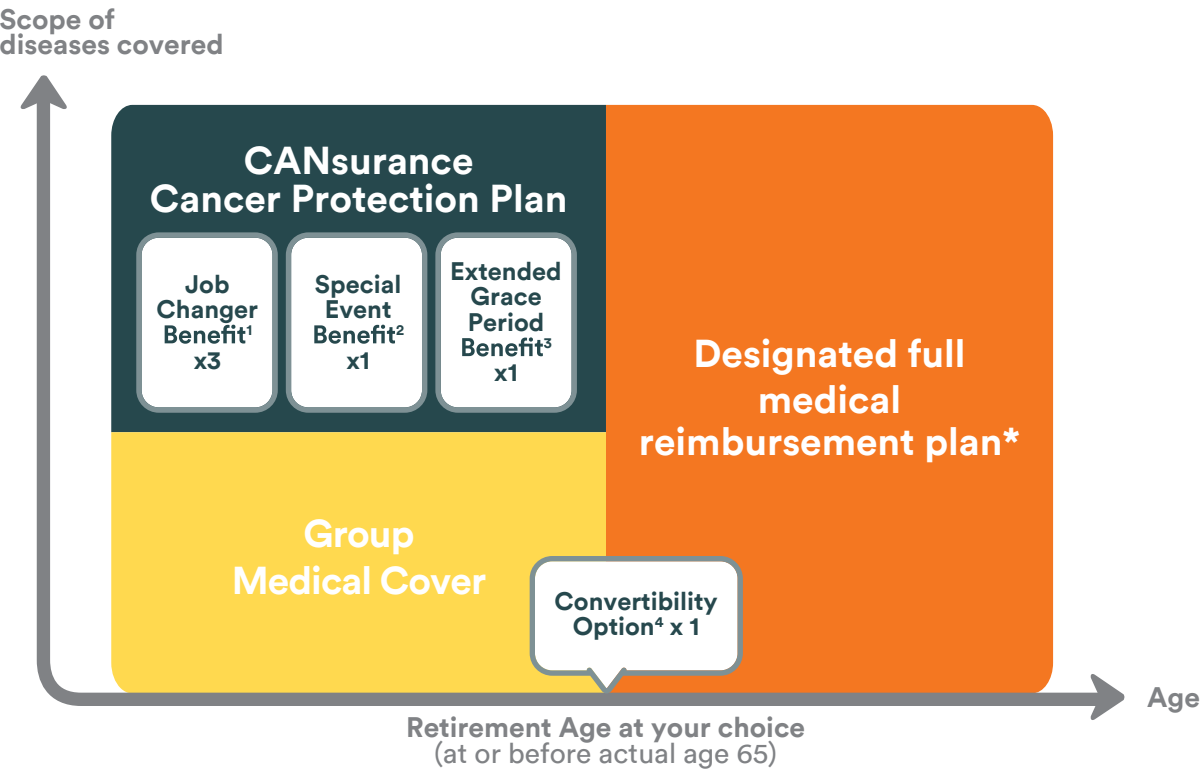 Scope of
diseases covered
CANsurance
Cancer Protection Plan
Job
Changer
Benefit¹
x3
Special
Event
Benefit²
x1
Extended
Grace
Period
Benefit³
x1
Designated full
medical
reimbursement plan*
Group
Medical Cover
Convertibility
Option⁴ x 1
Age
Retirement Age at your choice
(at or before actual age 65)